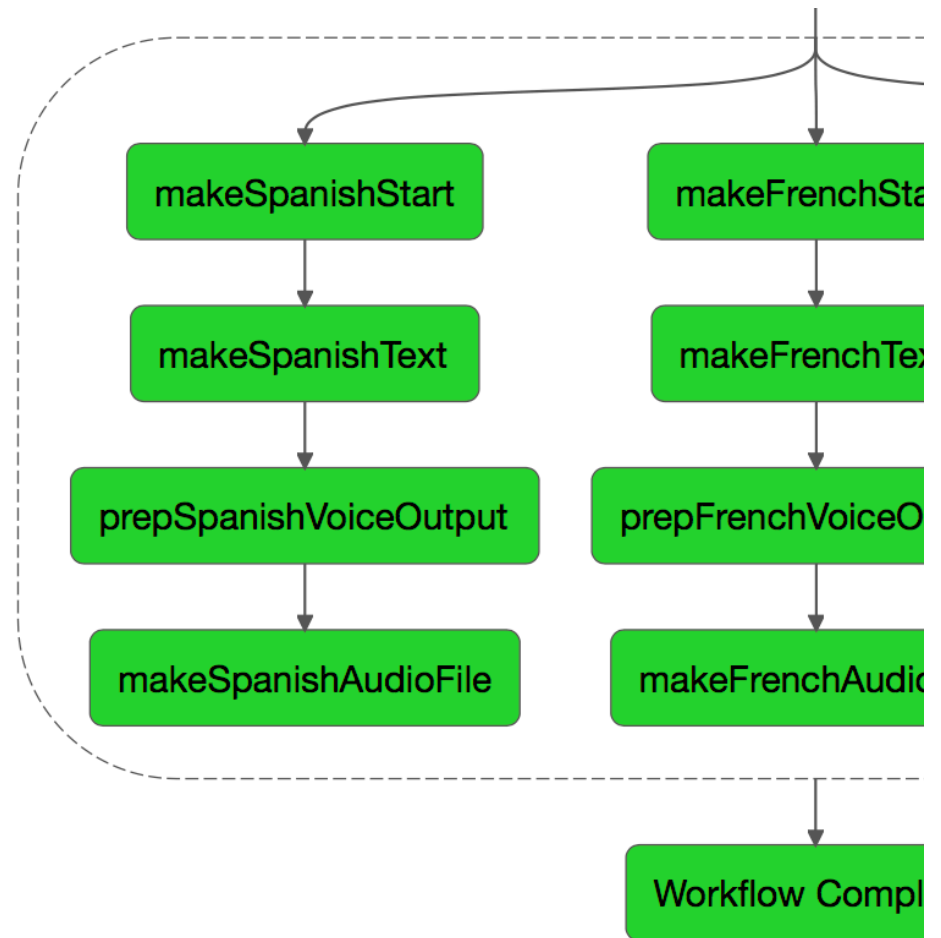 makeSpanishStart
makeFrenchSta
makeSpanishText
makeFrenchTex
prepSpanishVoiceOutput
prepFrenchVoiceO
makeSpanishAudioFile
makeFrenchAudio
Workflow Compl